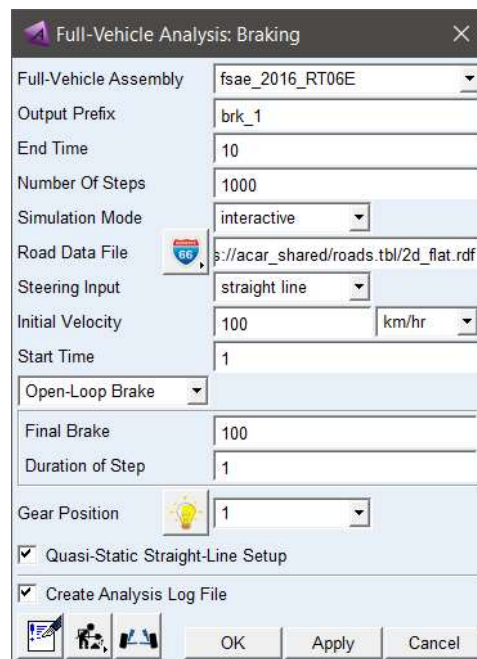 Full-Vehicle Analysis: Braking
Full-Vehicle Assembly fsae_2016_RT06E
Output Prefix brk_1
End Time 10
Number Of Steps 1000
Simulation Mode interactive
Road Data File 66 s://acar_shared/roads.tbl/2d_flat.rdf
Steering Input straight line
Initial Velocity 100 km/hr
Start Time 1
Open-Loop Brake
Final Brake 100
Duration of Step 1
Gear Position 1
Quasi-Static Straight-Line Setup
Create Analysis Log File
OK Apply Cancel